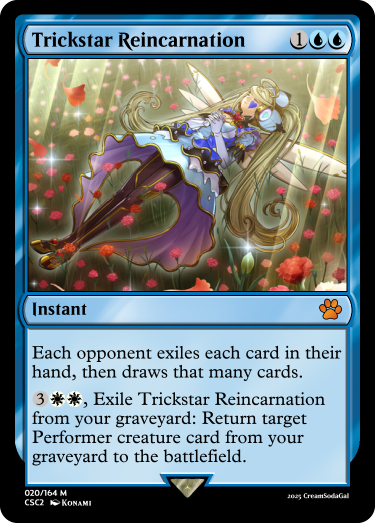 Trickstar Reincarnation 1
Instant
Each opponent exiles each card in their
hand, then draws that many cards.
3, Exile Trickstar Reincarnation
from your graveyard: Return target
Performer creature card from your
graveyard to the battlefield.
020/164 M
CSC2 Konami
2025 CreamSodaGal